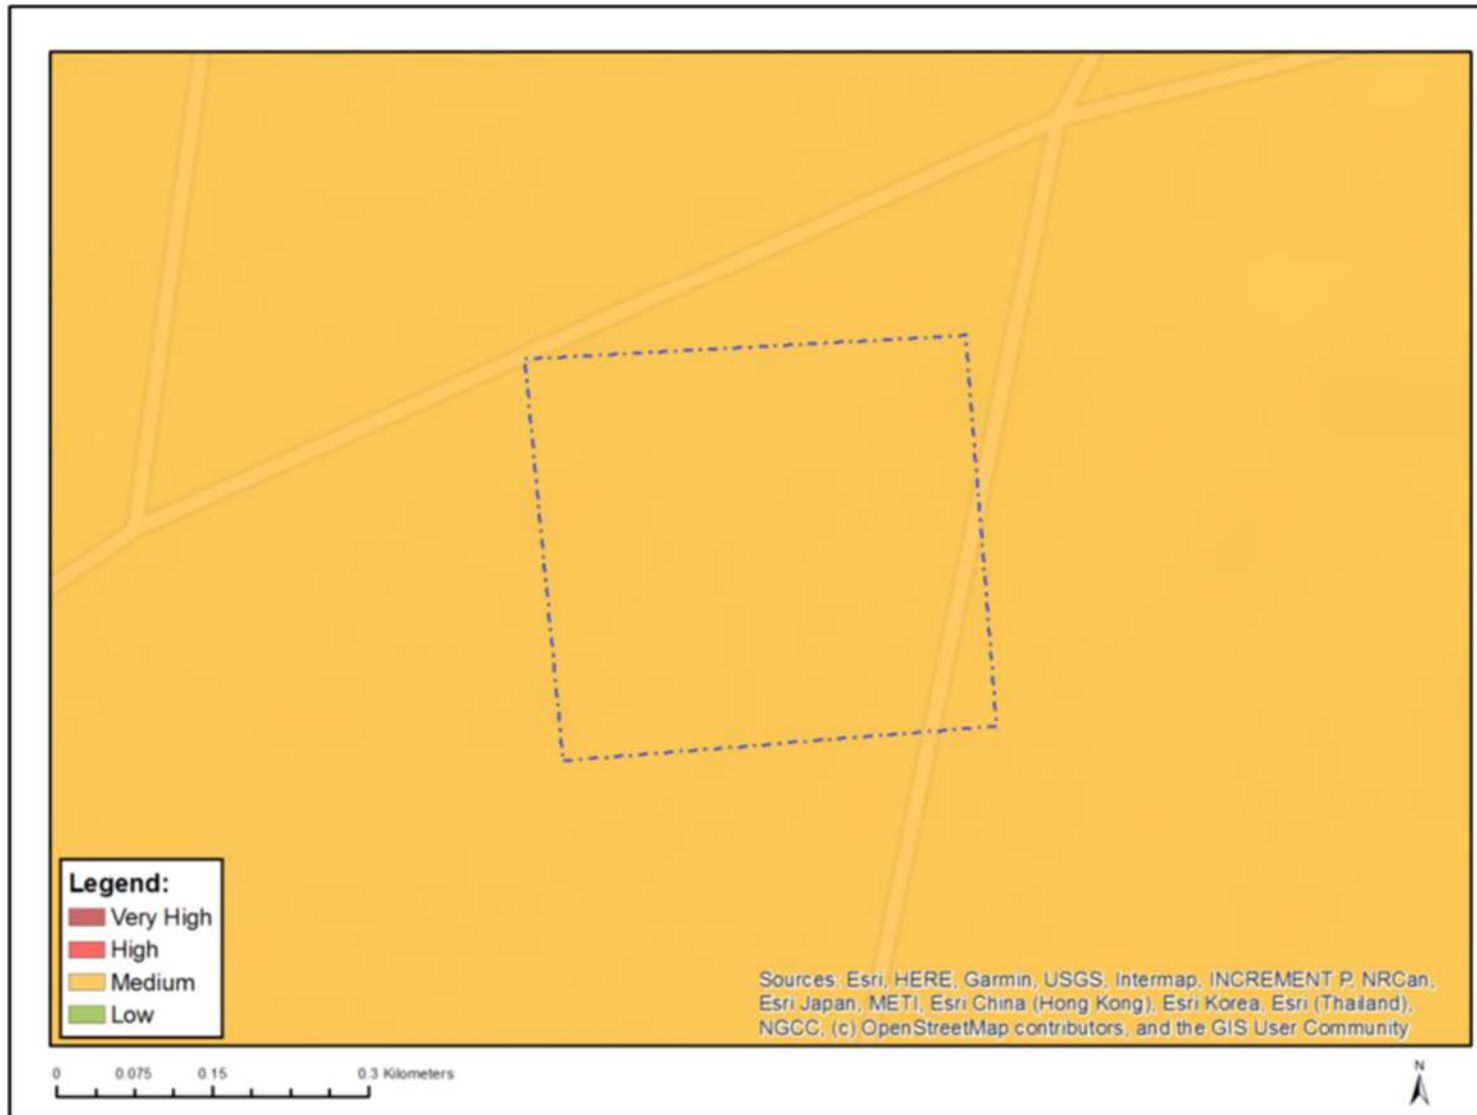 Legend:
Very High
High
Medium
Low
Sources: Esri, HERE, Garmin, USGS, Intermap, INCREMENT P, NRCan,
Esri Japan, METI, Esri China (Hong Kong), Esri Korea, Esri (Thailand),
NGCC, (c) OpenStreetMap contributors, and the GIS User Community
0 0.075 0.15 0.3 Kilometers
N